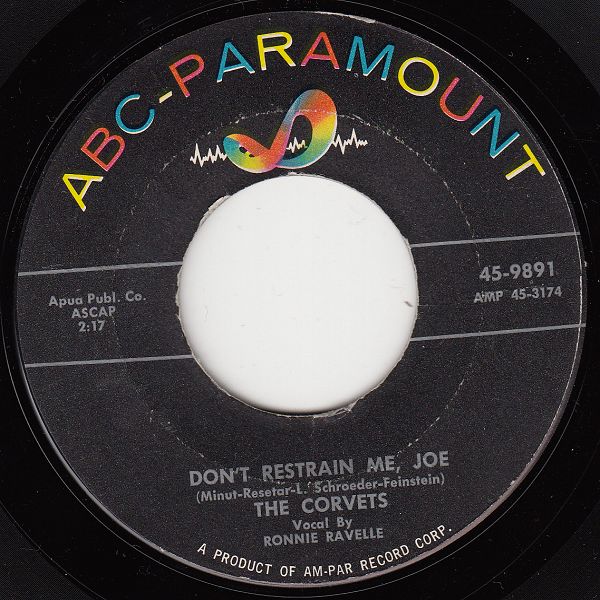 ABC-PARAMOUNT
45-9891
AMP 45-3174
Apua Publ. Co.
ASCAP
2:17
DON'T RESTRAIN ME, JOE
(Minut-Resetar-L. Schroeder-Feinstein)
THE CORVETS
Vocal By
RONNIE RAVELLE
A PRODUCT OF AM-PAR RECORD CORP.